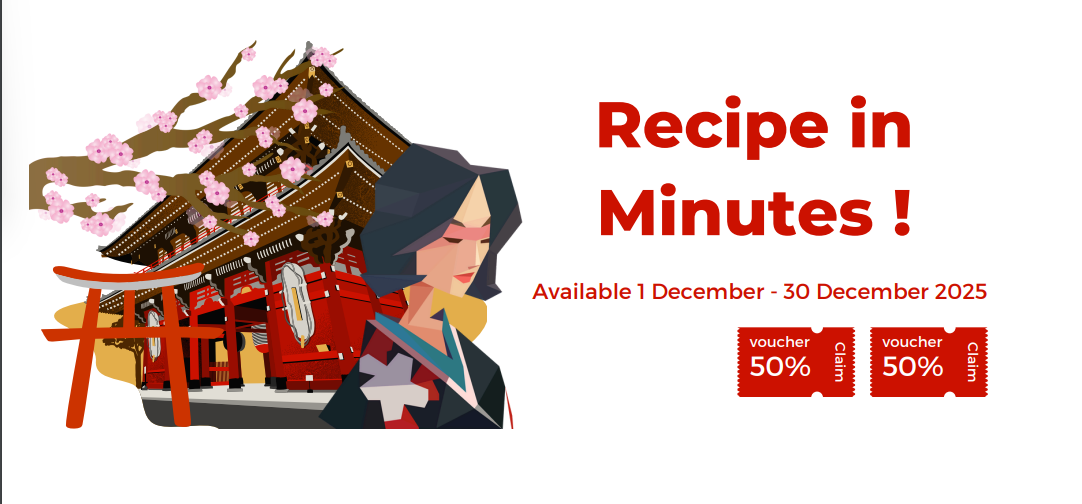 Recipe in
Minutes !
Available 1 December - 30 December 2025
voucher
50%
Claim
voucher
50%
Claim